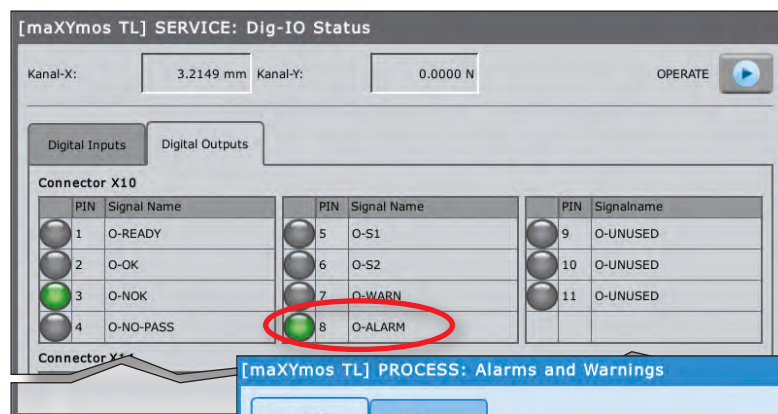 [maXYmos TL] SERVICE: Dig-IO Status
Kanal-X: 3.2149 mm Kanal-Y: 0.0000 N OPERATE
Digital Inputs Digital Outputs
Connector X10
PIN Signal Name PIN Signal Name PIN Signalname
1 O-READY 5 O-S1 9 O-UNUSED
2 O-OK 6 O-S2 10 O-UNUSED
3 O-NOK 7 O-WARN 11 O-UNUSED
4 O-NO-PASS 8 O-ALARM
Connector
[maXYmos TL] PROCESS: Alarms and Warnings